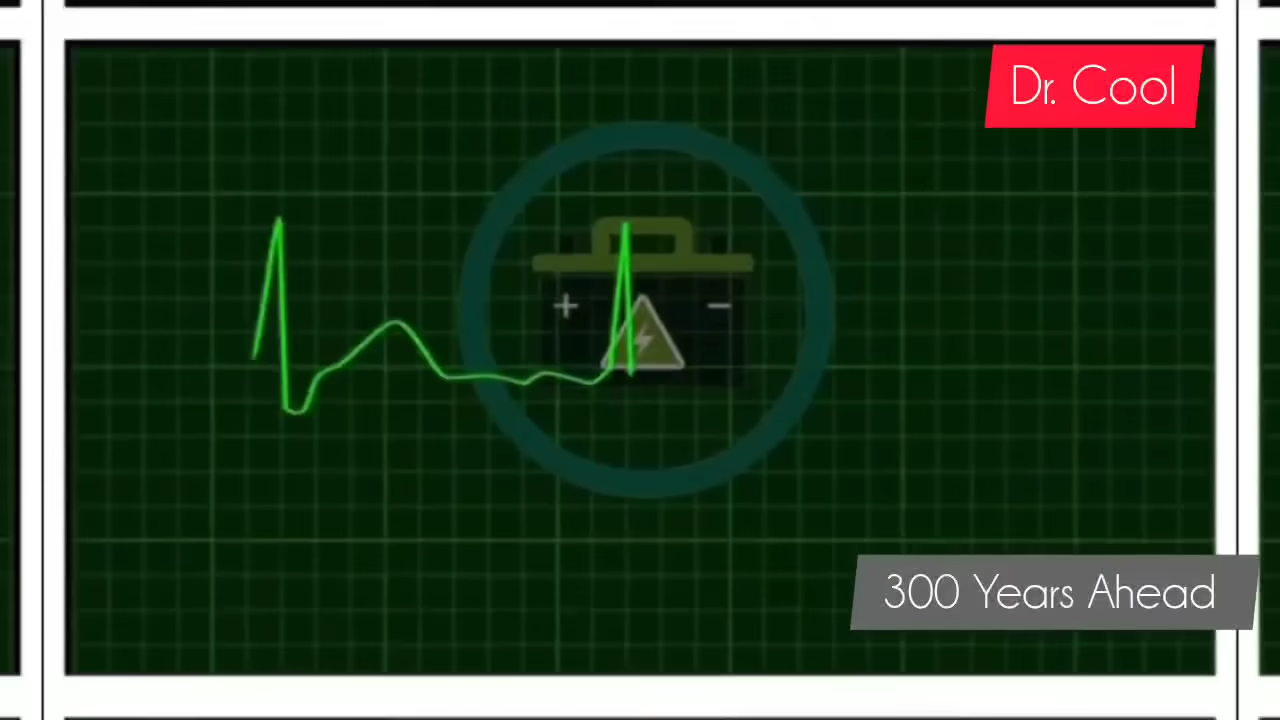 Dr. Cool
+ −
300 Years Ahead